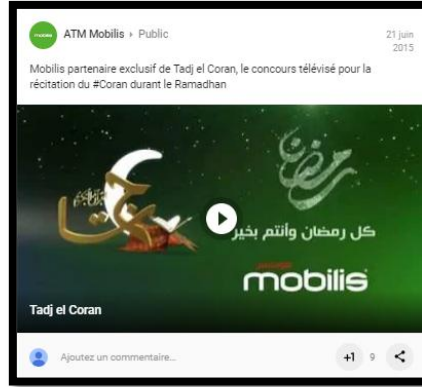 ATM Mobilis ▸ Public
21 juin 2015
Mobilis partenaire exclusif de Tadj el Coran, le concours télévisé pour la
récitation du #Coran durant le Ramadhan
رمضان
كل رمضان وأنتم بخير
mobilis
Tadj el Coran
Ajoutez un commentaire...
+1 9